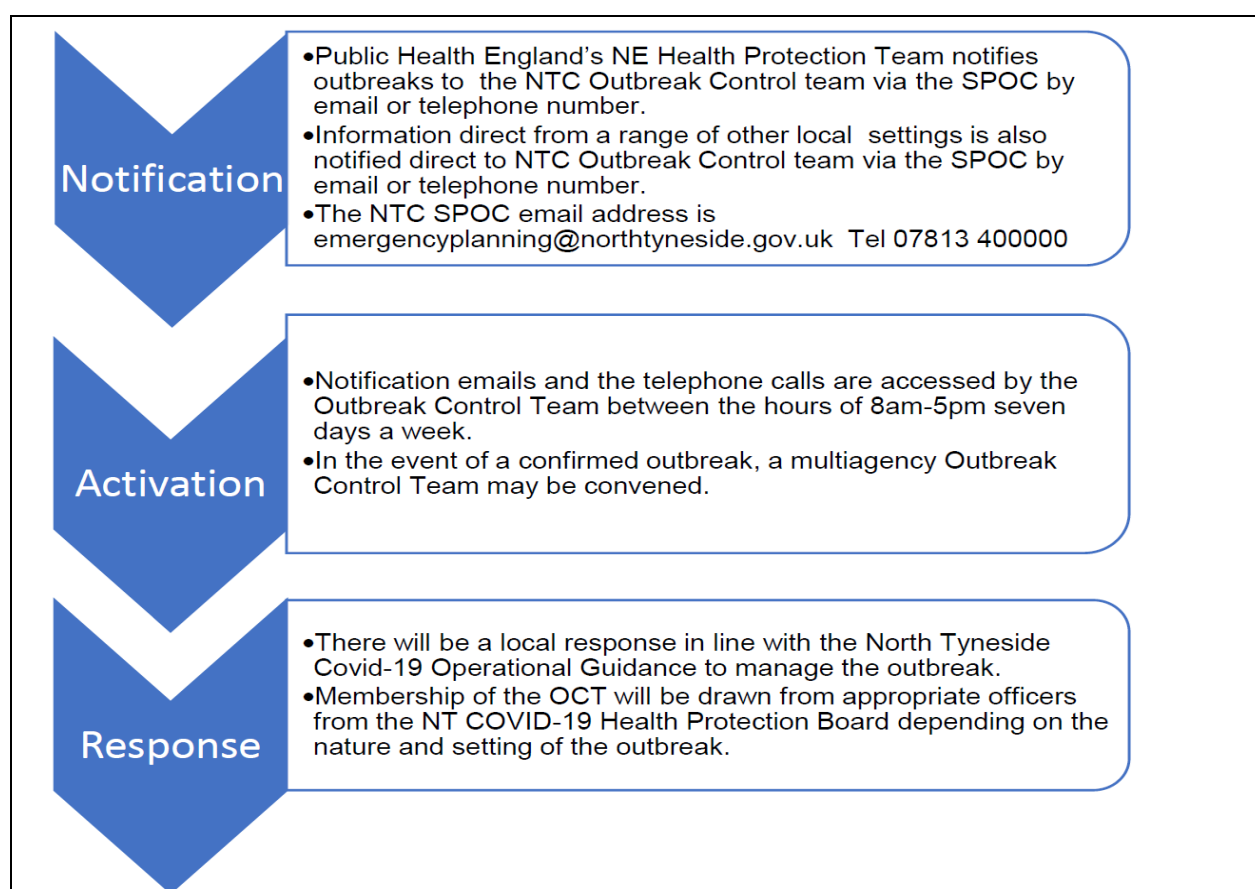 Notification
•Public Health England's NE Health Protection Team notifies
outbreaks to  the NTC Outbreak Control team via the SPOC by
email or telephone number.
•Information direct from a range of other local  settings is also
notified direct to NTC Outbreak Control team via the SPOC by
email or telephone number.
•The NTC SPOC email address is
emergencyplanning@northtyneside.gov.uk  Tel 07813 400000
Activation
•Notification emails and the telephone calls are accessed by the
Outbreak Control Team between the hours of 8am-5pm seven
days a week.
•In the event of a confirmed outbreak, a multiagency Outbreak
Control Team may be convened.
Response
•There will be a local response in line with the North Tyneside
Covid-19 Operational Guidance to manage the outbreak.
•Membership of the OCT will be drawn from appropriate officers
from the NT COVID-19 Health Protection Board depending on the
nature and setting of the outbreak.